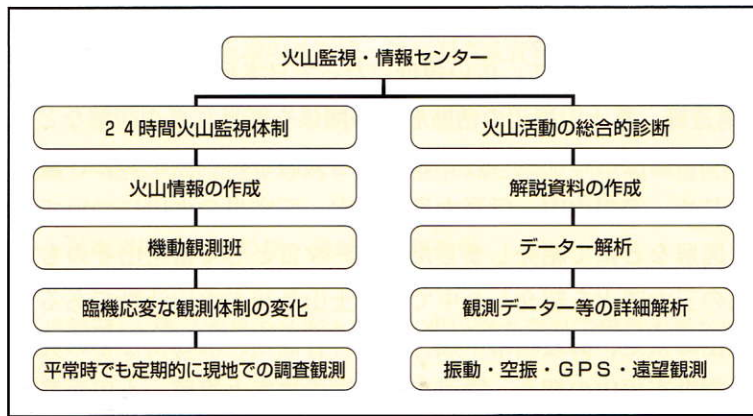 火山監視・情報センター
２４時間火山監視体制
火山情報の作成
機動観測班
臨機応変な観測体制の変化
平常時でも定期的に現地での調査観測
火山活動の総合的診断
解説資料の作成
データー解析
観測データー等の詳細解析
振動・空振・ＧＰＳ・遠望観測